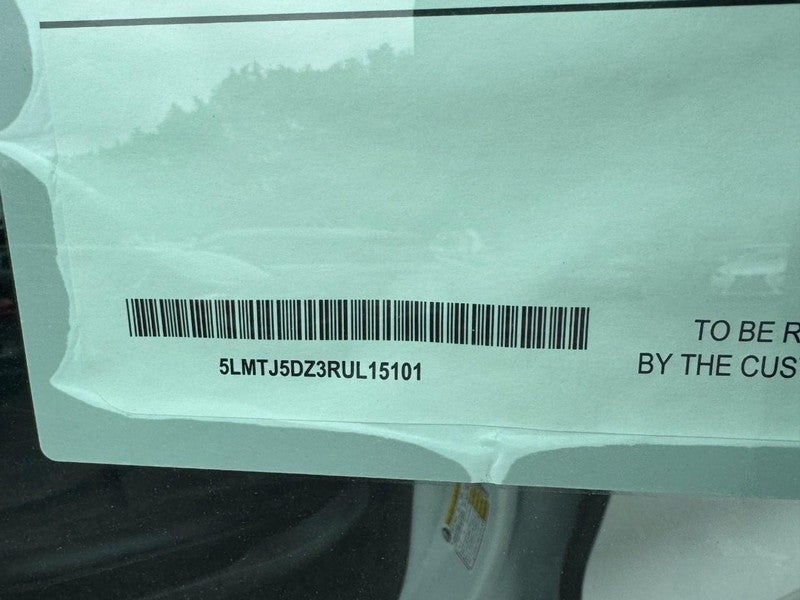 5LMTJ5DZ3RUL15101
TO BE R
BY THE CUS